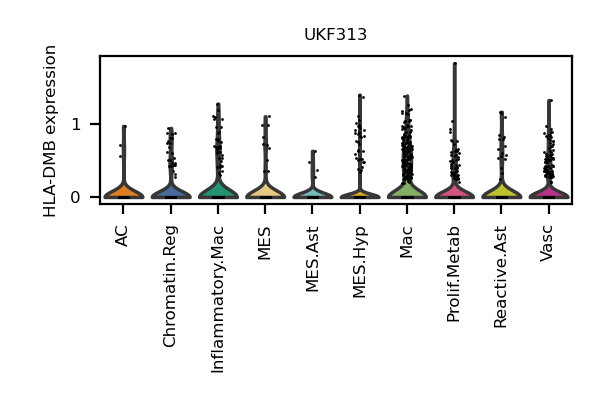 UKF313
HLA-DMB expression
1
0
AC
Chromatin.Reg
Inflammatory.Mac
MES
MES.Ast
MES.Hyp
Mac
Prolif.Metab
Reactive.Ast
Vasc